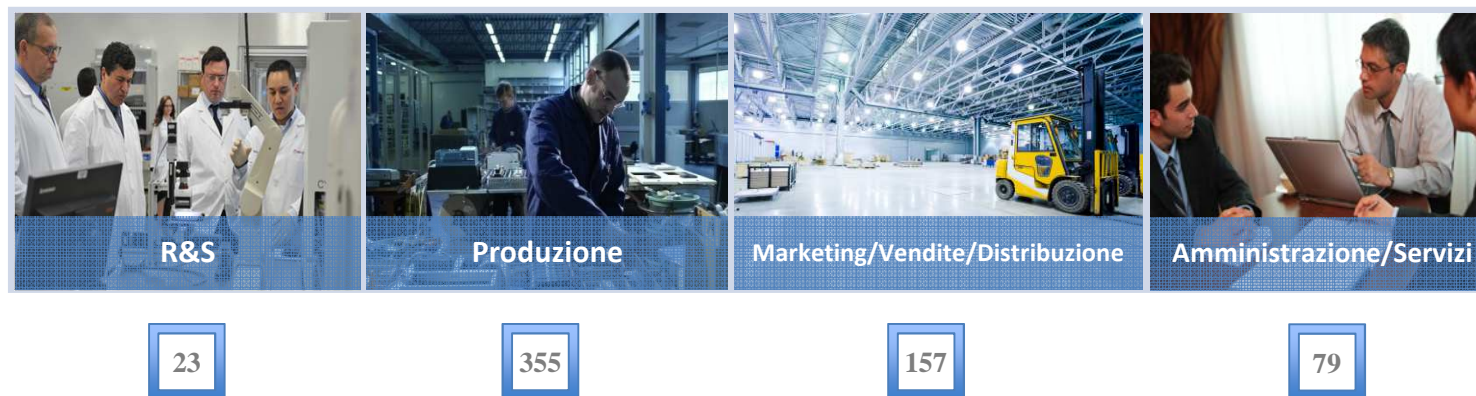 R&S
Produzione
Marketing/Vendite/Distribuzione
Amministrazione/Servizi
23
355
157
79